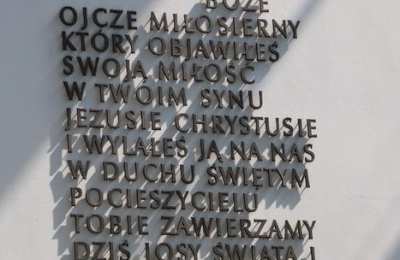 BOŻE
OJCZE MIŁOSIERNY
KTÓRY OBJAWIŁEŚ
SWOJĄ MIŁOŚĆ
W TWOIM SYNU
JEZUSIE CHRYSTUSIE
I WYLAŁEŚ JĄ NA NAS
W DUCHU ŚWIĘTYM
POCIESZYCIELU
TOBIE ZAWIERZAMY
DZIŚ LOSY ŚWIATA I